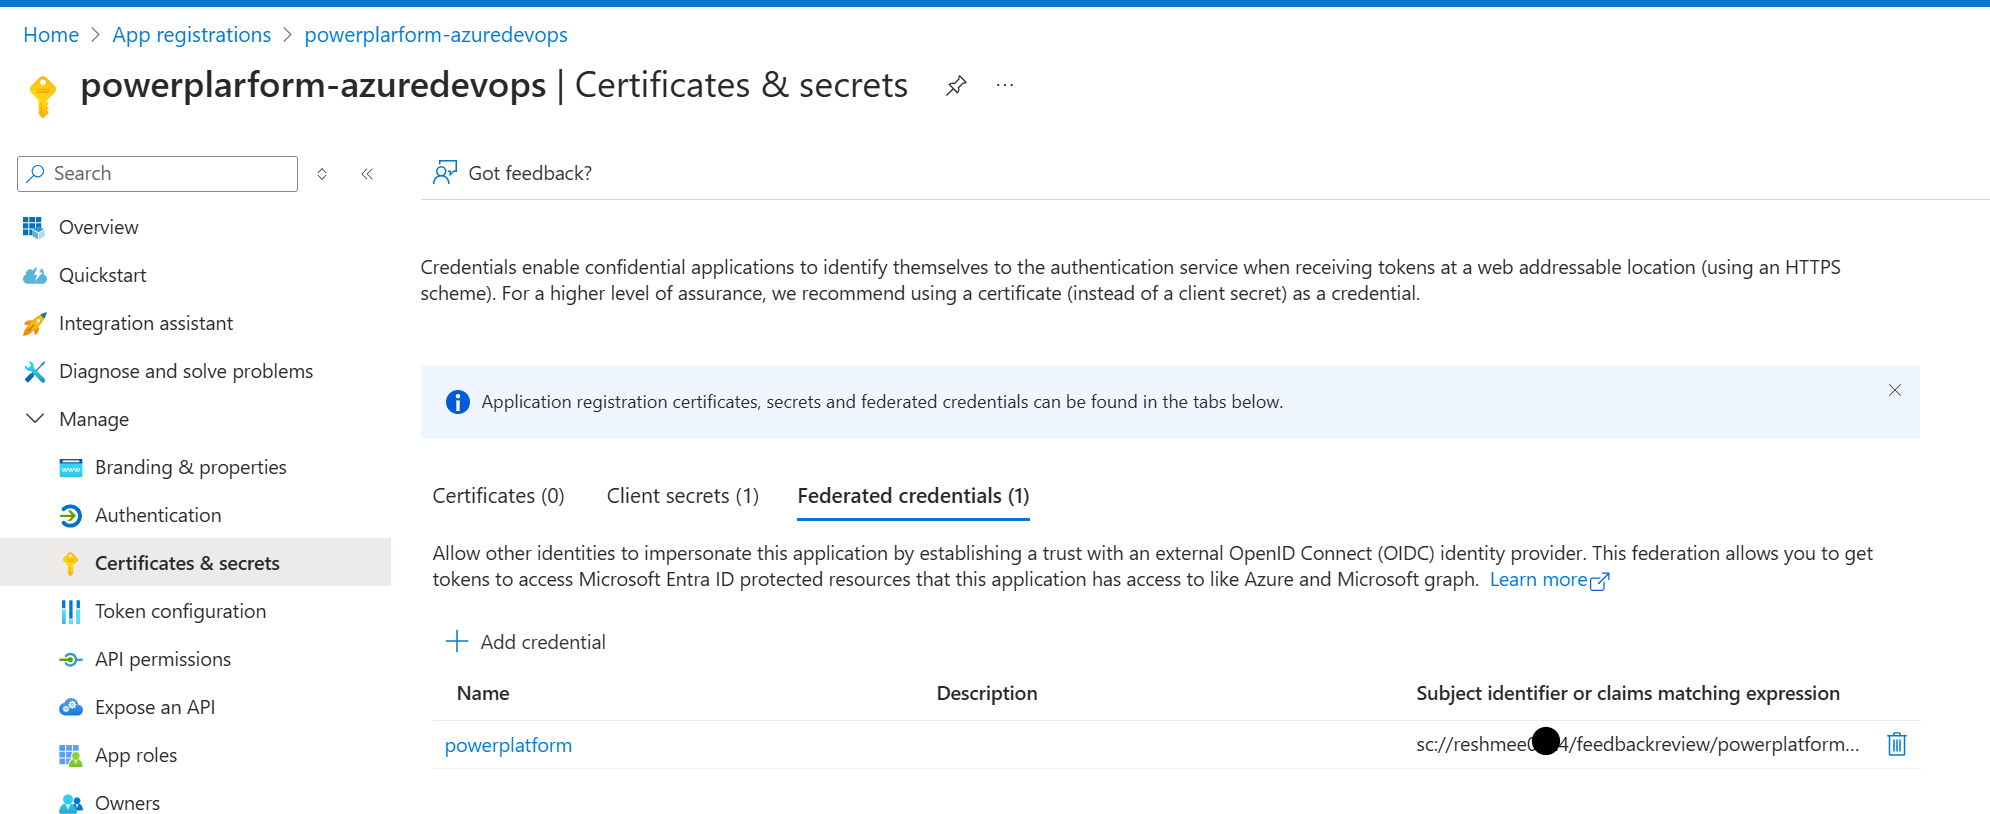 Home > App registrations > powerplarform-azuredevops
powerplarform-azuredevops | Certificates & secrets
Search
Got feedback?
Overview
Quickstart
Integration assistant
Diagnose and solve problems
Manage
Branding & properties
Authentication
Certificates & secrets
Token configuration
API permissions
Expose an API
App roles
Owners
Credentials enable confidential applications to identify themselves to the authentication service when receiving tokens at a web addressable location (using an HTTPS
scheme). For a higher level of assurance, we recommend using a certificate (instead of a client secret) as a credential.
Application registration certificates, secrets and federated credentials can be found in the tabs below.
Certificates (0) Client secrets (1) Federated credentials (1)
Allow other identities to impersonate this application by establishing a trust with an external OpenID Connect (OIDC) identity provider. This federation allows you to get
tokens to access Microsoft Entra ID protected resources that this application has access to like Azure and Microsoft graph. Learn more
Add credential
Name Description Subject identifier or claims matching expression
powerplatform /feedbackreview/powerplatform...